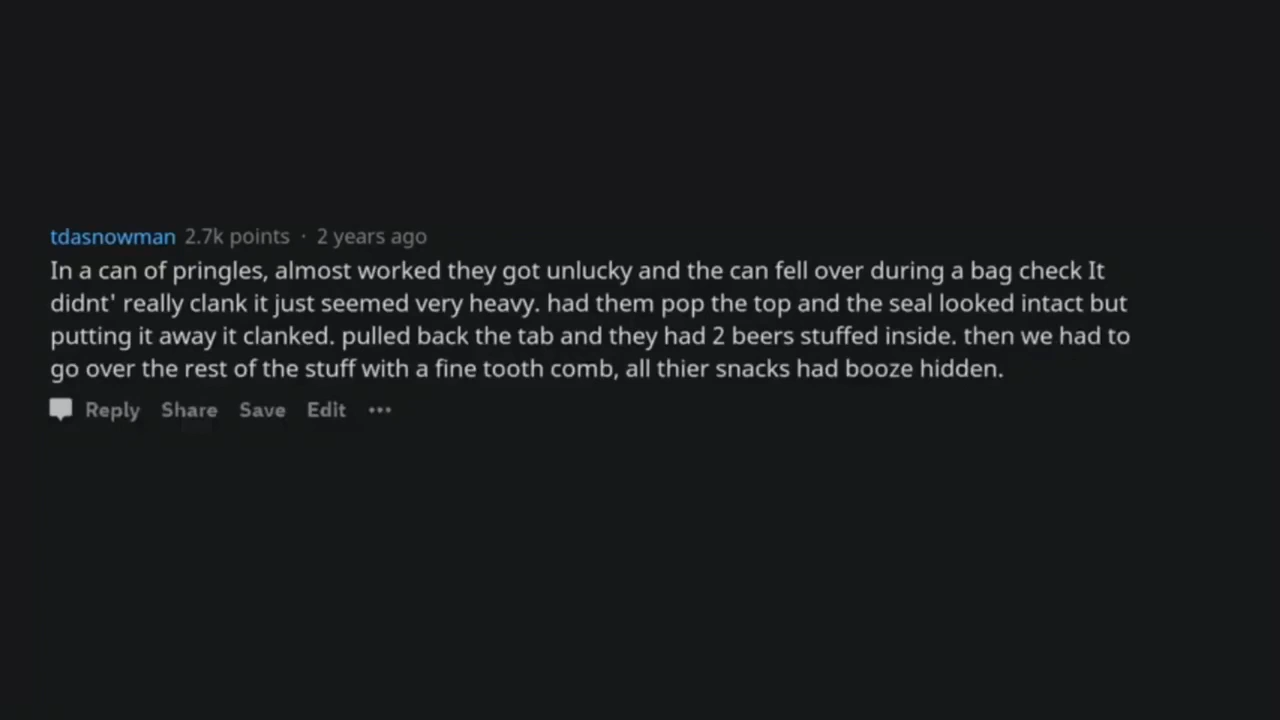 tdasnowman 2.7k points · 2 years ago
In a can of pringles, almost worked they got unlucky and the can fell over during a bag check It
didnt' really clank it just seemed very heavy. had them pop the top and the seal looked intact but
putting it away it clanked. pulled back the tab and they had 2 beers stuffed inside. then we had to
go over the rest of the stuff with a fine tooth comb, all thier snacks had booze hidden.
Reply Share Save Edit ···